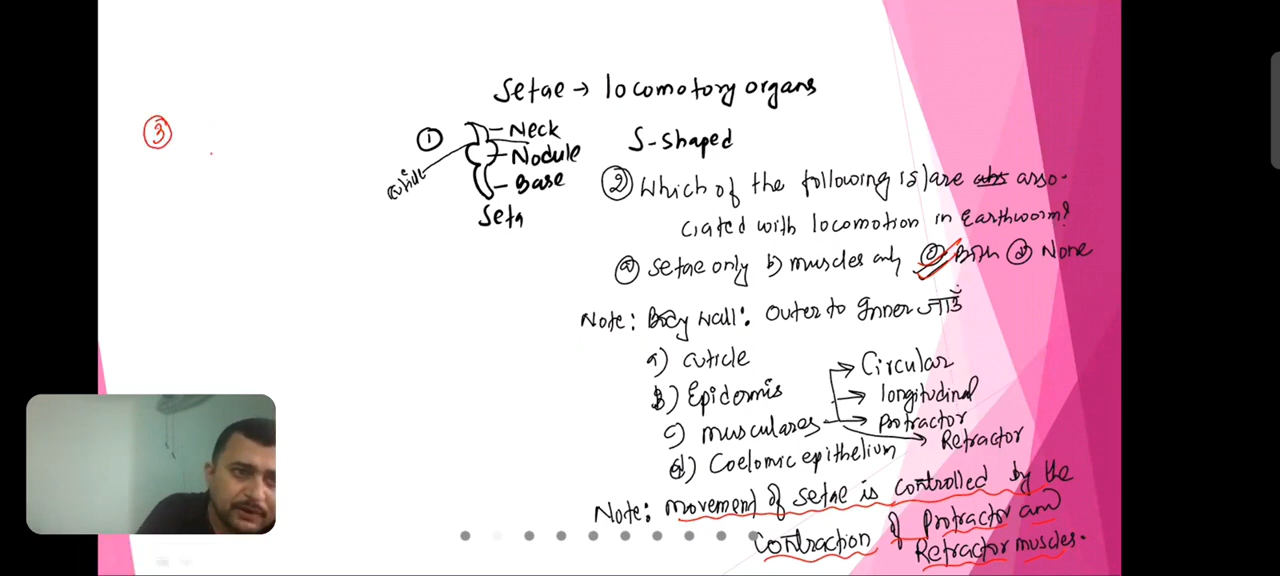 Setae → locomotory organs
③
① Neck
Nodule
Base
cuticle
Seta
S-shaped
② Which of the following is/are asso-
ciated with locomotion in Earthworm?
ⓐ Setae only b) muscles only ⓒ Both ⓓ None
Note: Body wall: Outer to Inner
a) cuticle
B) Epidermis
c) musculares → Circular
→ longitudinal
→ Protractor
→ Retractor
ⓓ) Coelomic epithelium
Note: movement of setae is controlled by the
contraction of Protractor and
Retractor muscles.